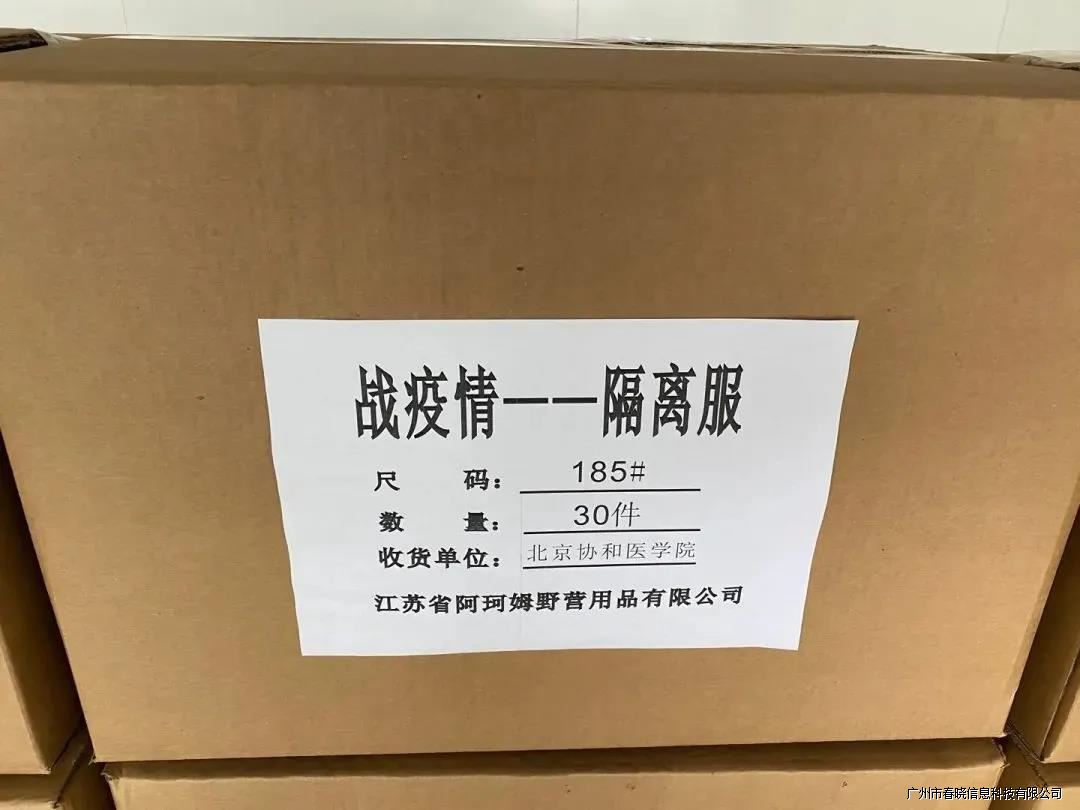 战疫情——隔离服
尺 码： 185#
数 量： 30件
收货单位： 北京协和医学院
江苏省阿珂姆野营用品有限公司
广州市春晓信息科技有限公司